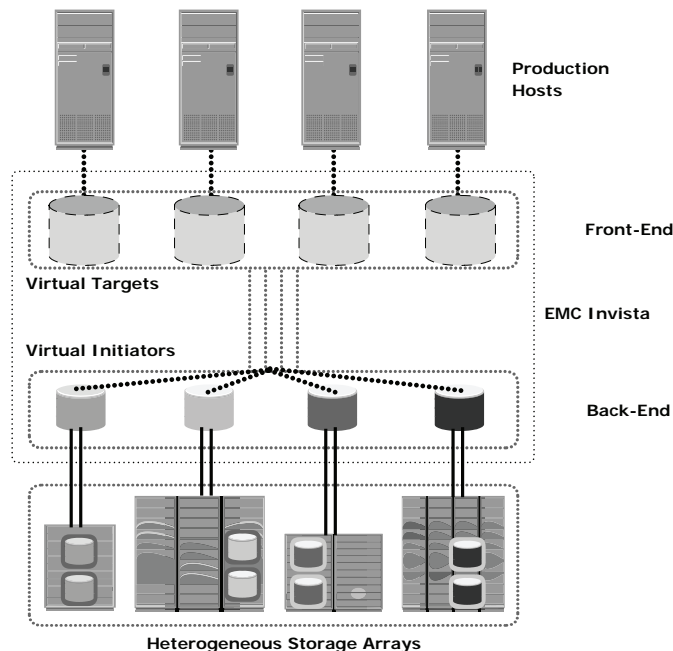 Production
Hosts
Front-End
Virtual Targets
EMC Invista
Virtual Initiators
Back-End
Heterogeneous Storage Arrays